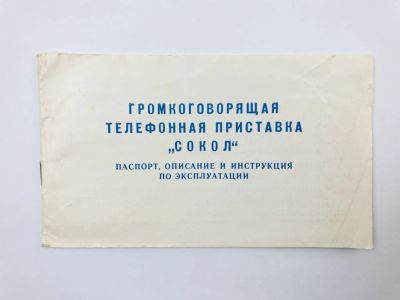 ГРОМКОГОВОРЯЩАЯ
ТЕЛЕФОННАЯ ПРИСТАВКА
„СОКОЛ“
ПАСПОРТ, ОПИСАНИЕ И ИНСТРУКЦИЯ
ПО ЭКСПЛУАТАЦИИ